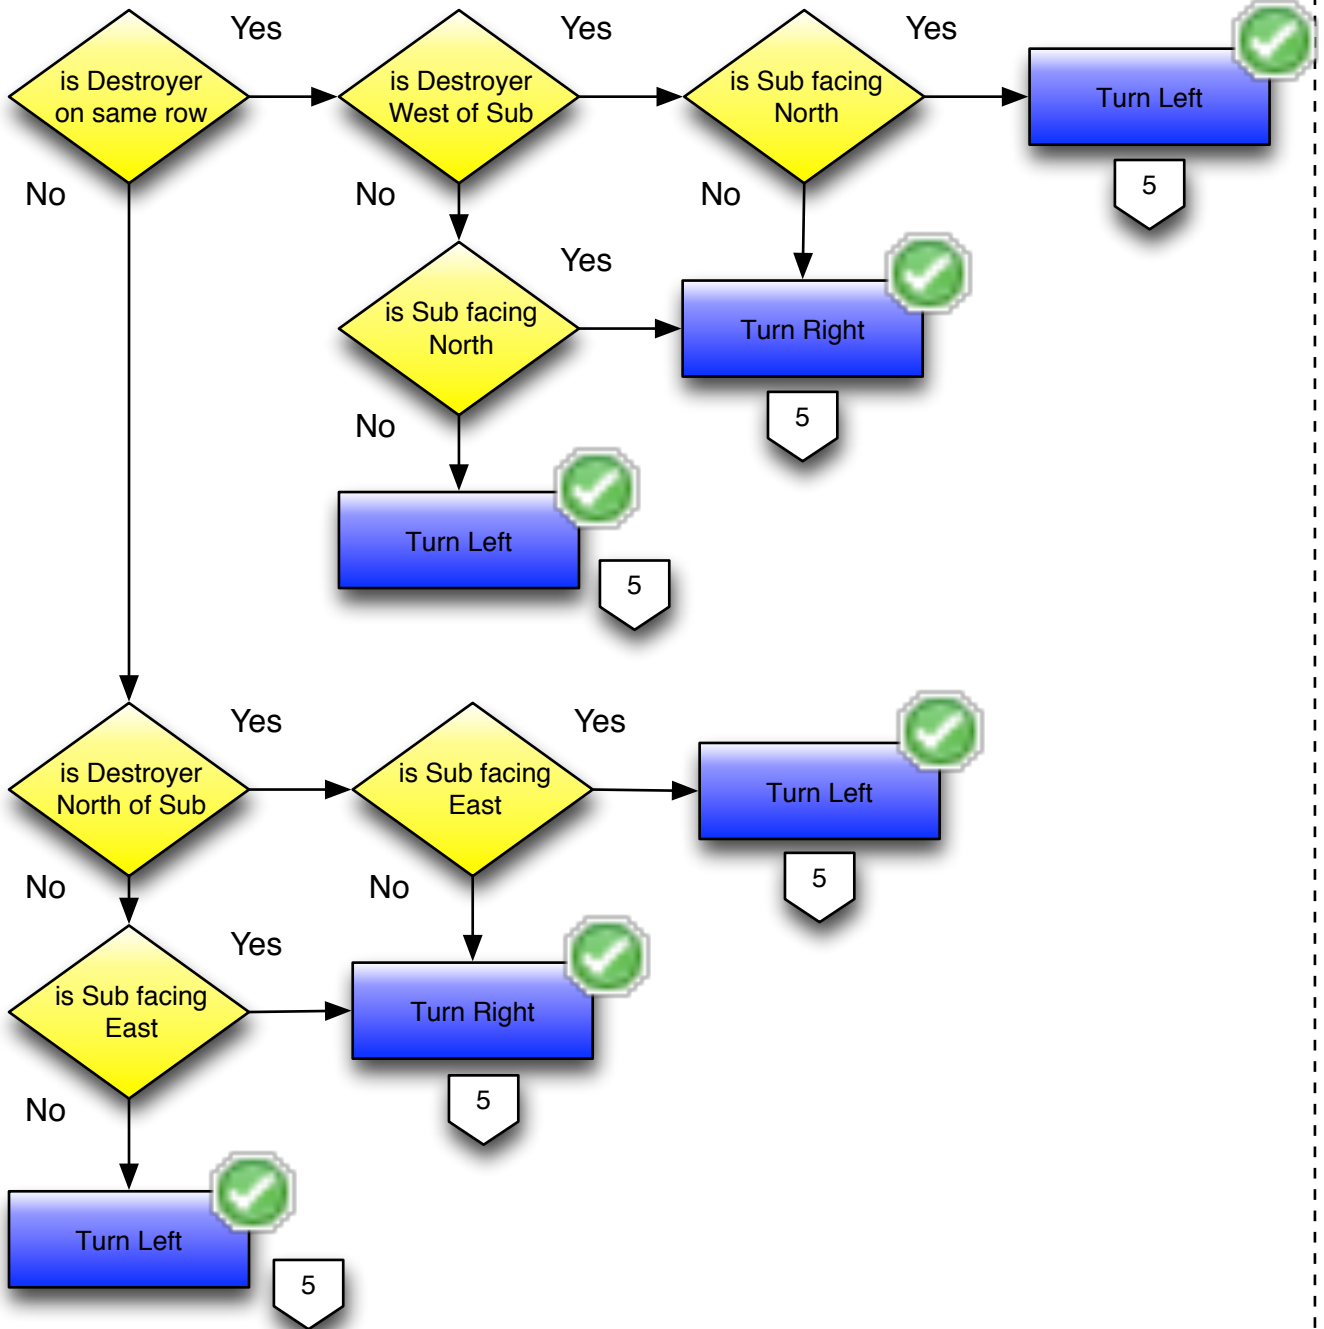 Yes
Yes
Yes
is Destroyer
on same row
is Destroyer
West of Sub
is Sub facing
North
Turn Left
5
No
No
No
Yes
is Sub facing
North
Turn Right
5
No
Turn Left
5
Yes
Yes
is Destroyer
North of Sub
is Sub facing
East
Turn Left
5
No
No
Yes
is Sub facing
East
Turn Right
5
No
Turn Left
5